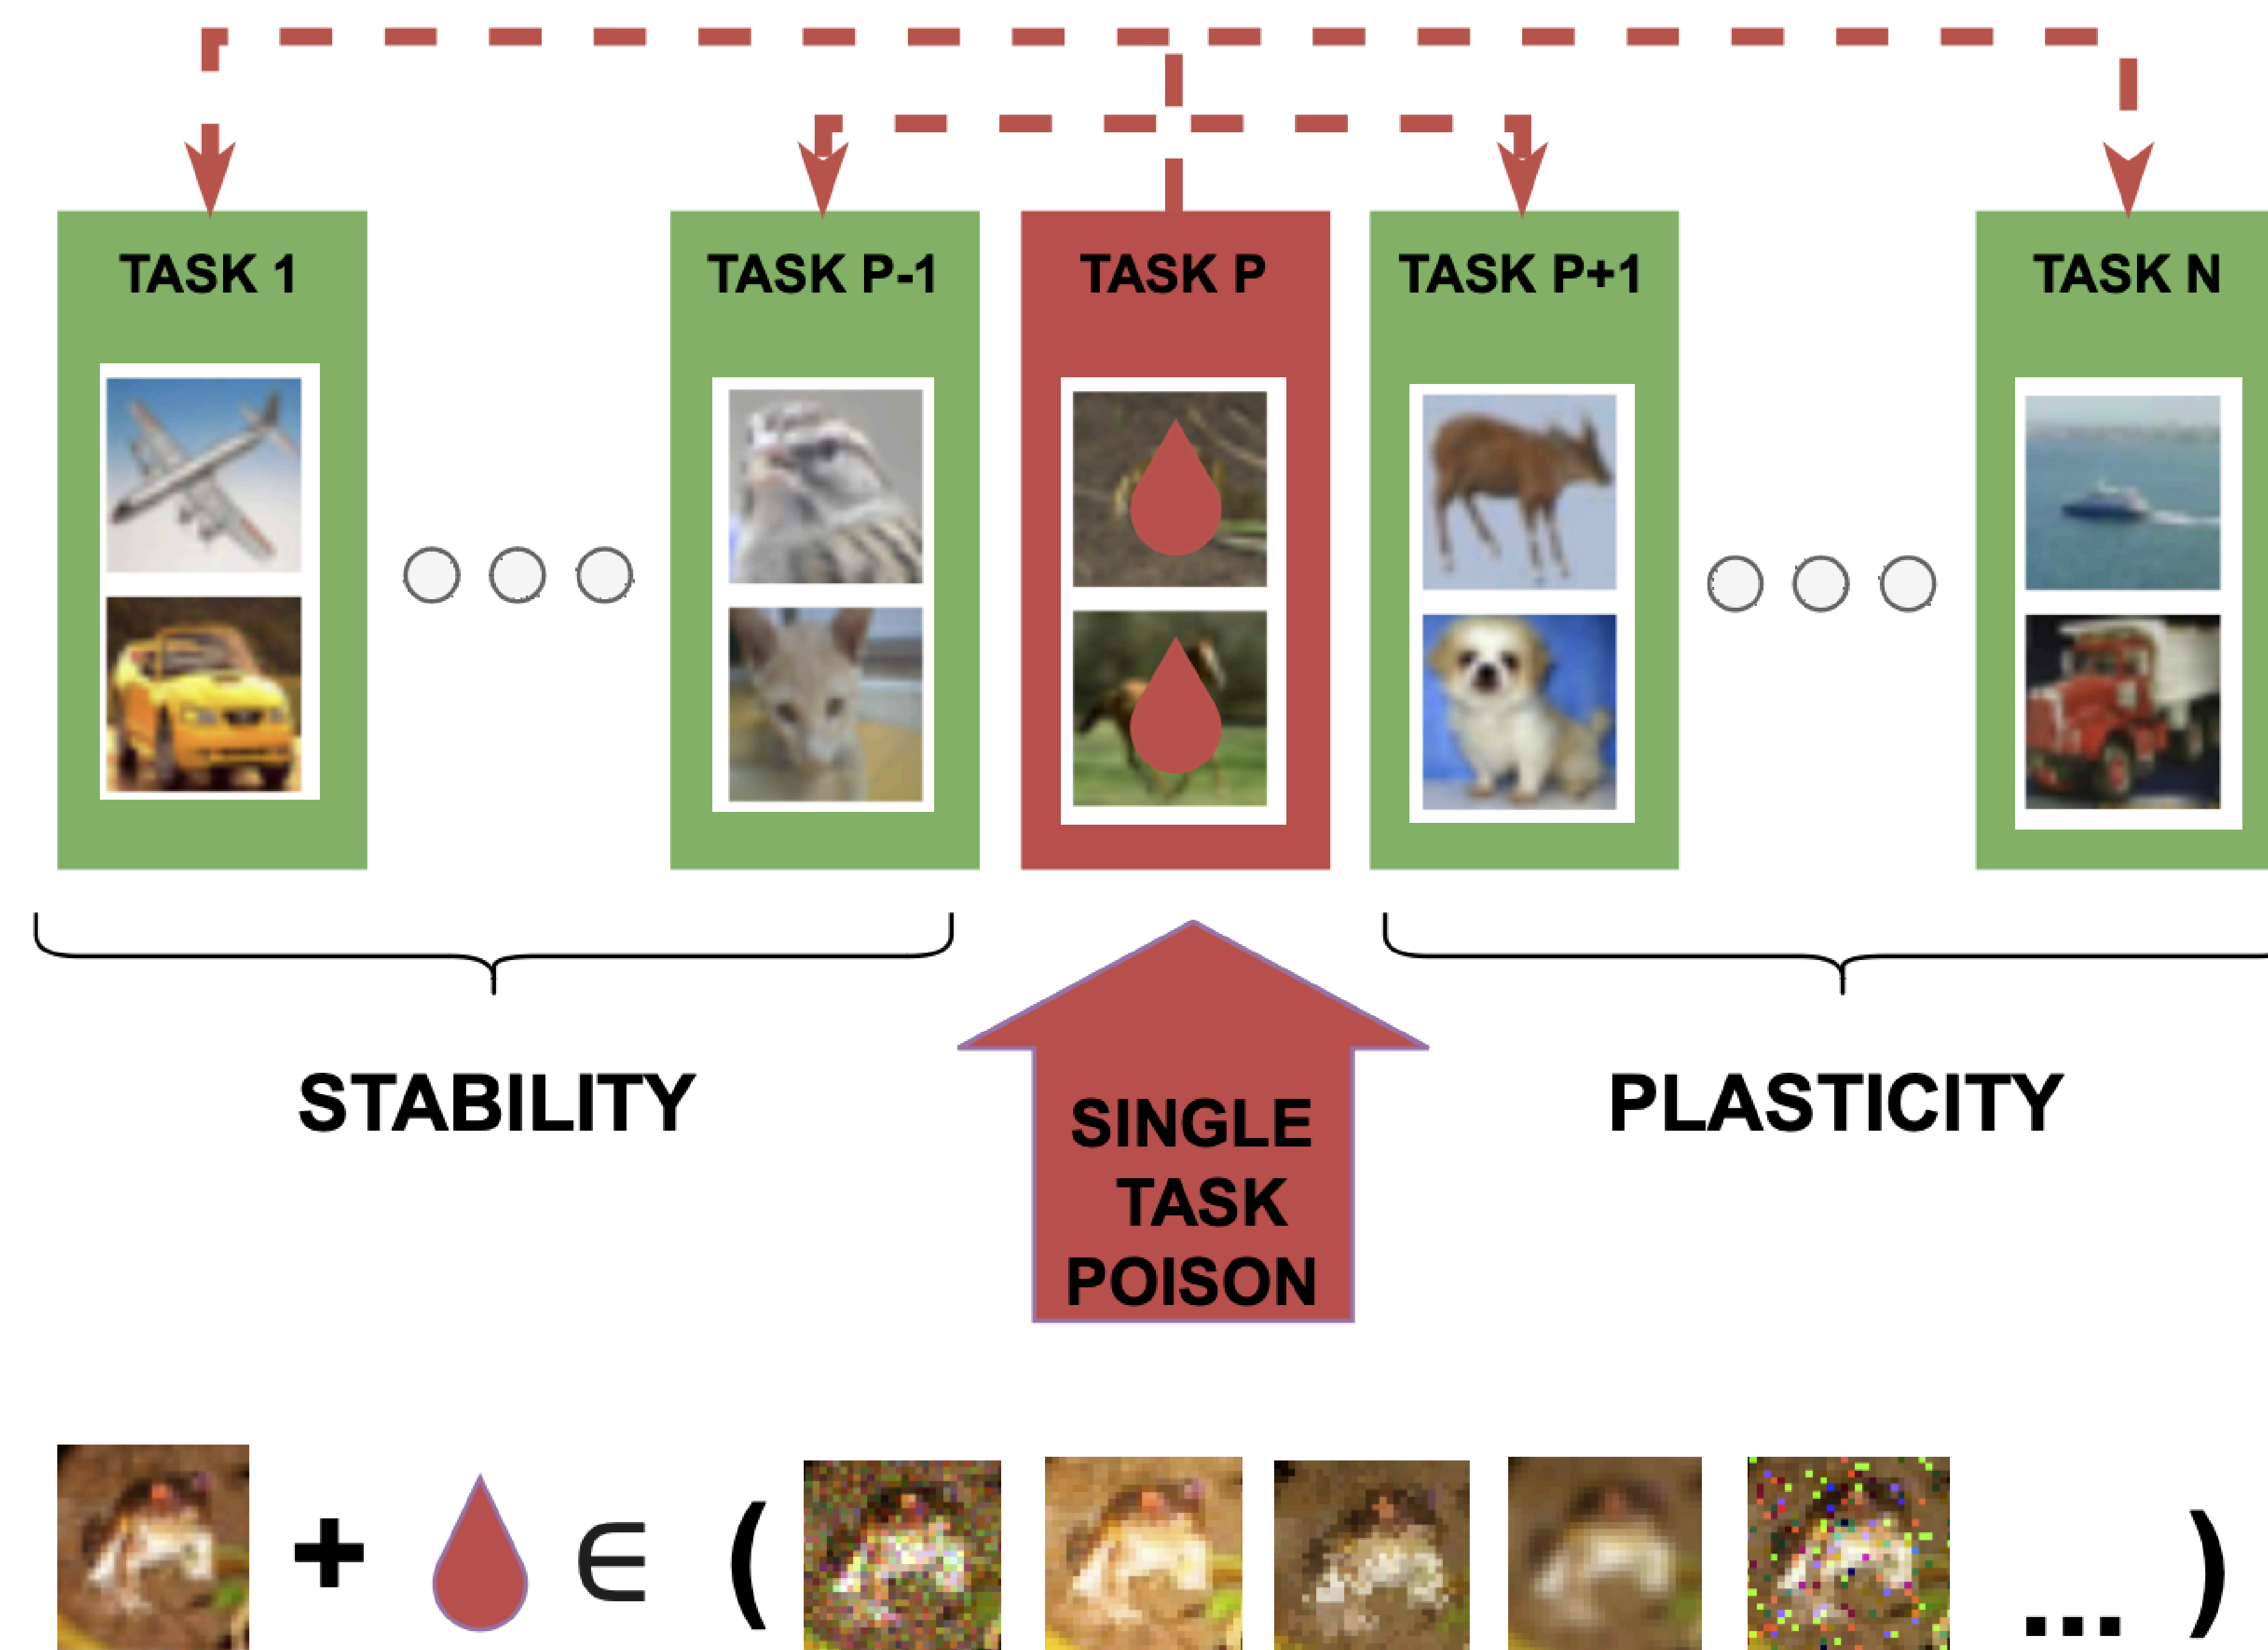 TASK 1
TASK P-1
TASK P
TASK P+1
TASK N
STABILITY
PLASTICITY
SINGLE
TASK
POISON
+ ∈ ( ... )